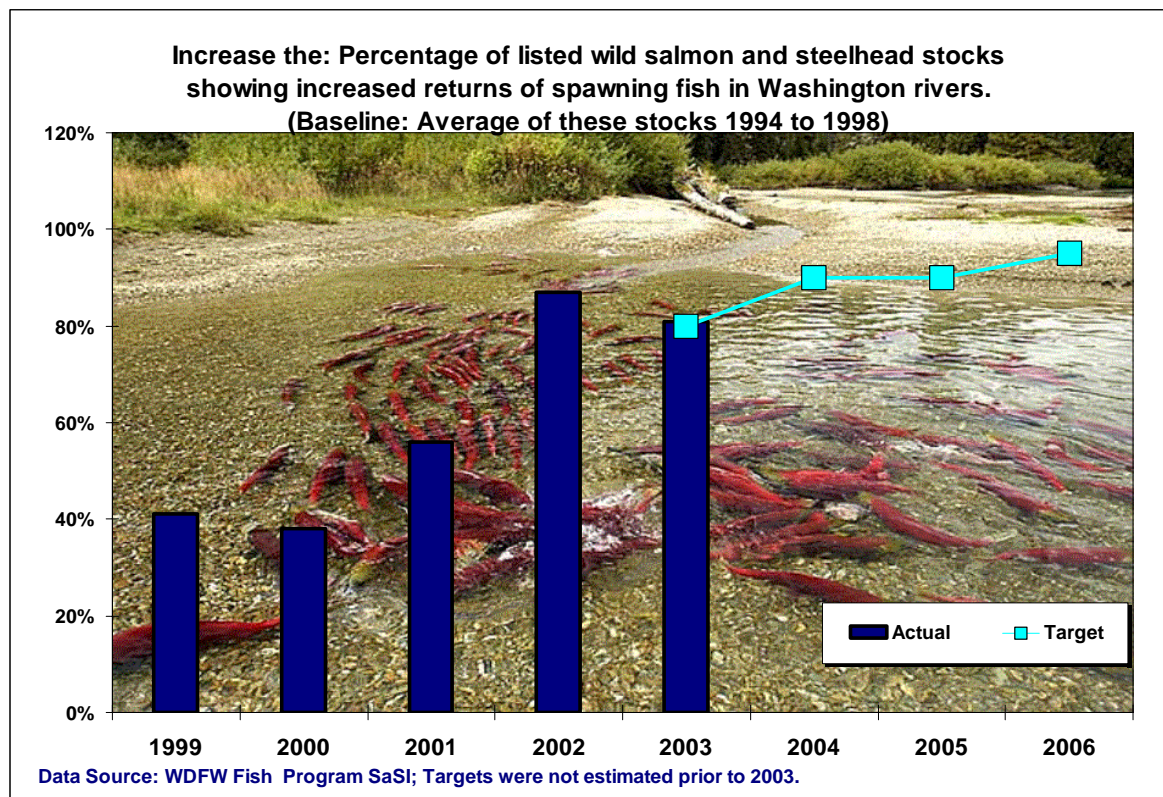 Increase the: Percentage of listed wild salmon and steelhead stocks
showing increased returns of spawning fish in Washington rivers.
(Baseline: Average of these stocks 1994 to 1998)
120%
100%
80%
60%
40%
20%
0%
Actual
Target
1999 2000 2001 2002 2003 2004 2005 2006
Data Source: WDFW Fish Program SaSI; Targets were not estimated prior to 2003.